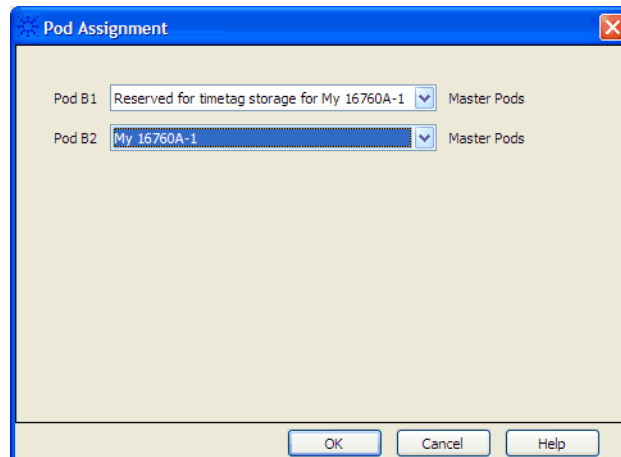 Pod Assignment
Pod B1 Reserved for timetag storage for My 16760A-1 Master Pods
Pod B2 My 16760A-1 Master Pods
OK Cancel Help